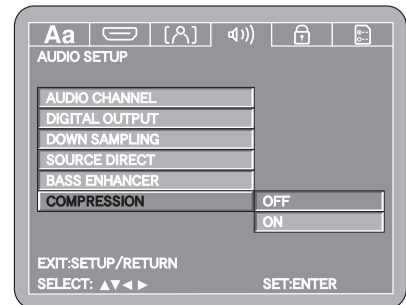 Aa
AUDIO SETUP
AUDIO CHANNEL
DIGITAL OUTPUT
DOWN SAMPLING
SOURCE DIRECT
BASS ENHANCER
COMPRESSION OFF
ON
EXIT:SETUP/RETURN
SELECT: ▲▼◄► SET:ENTER